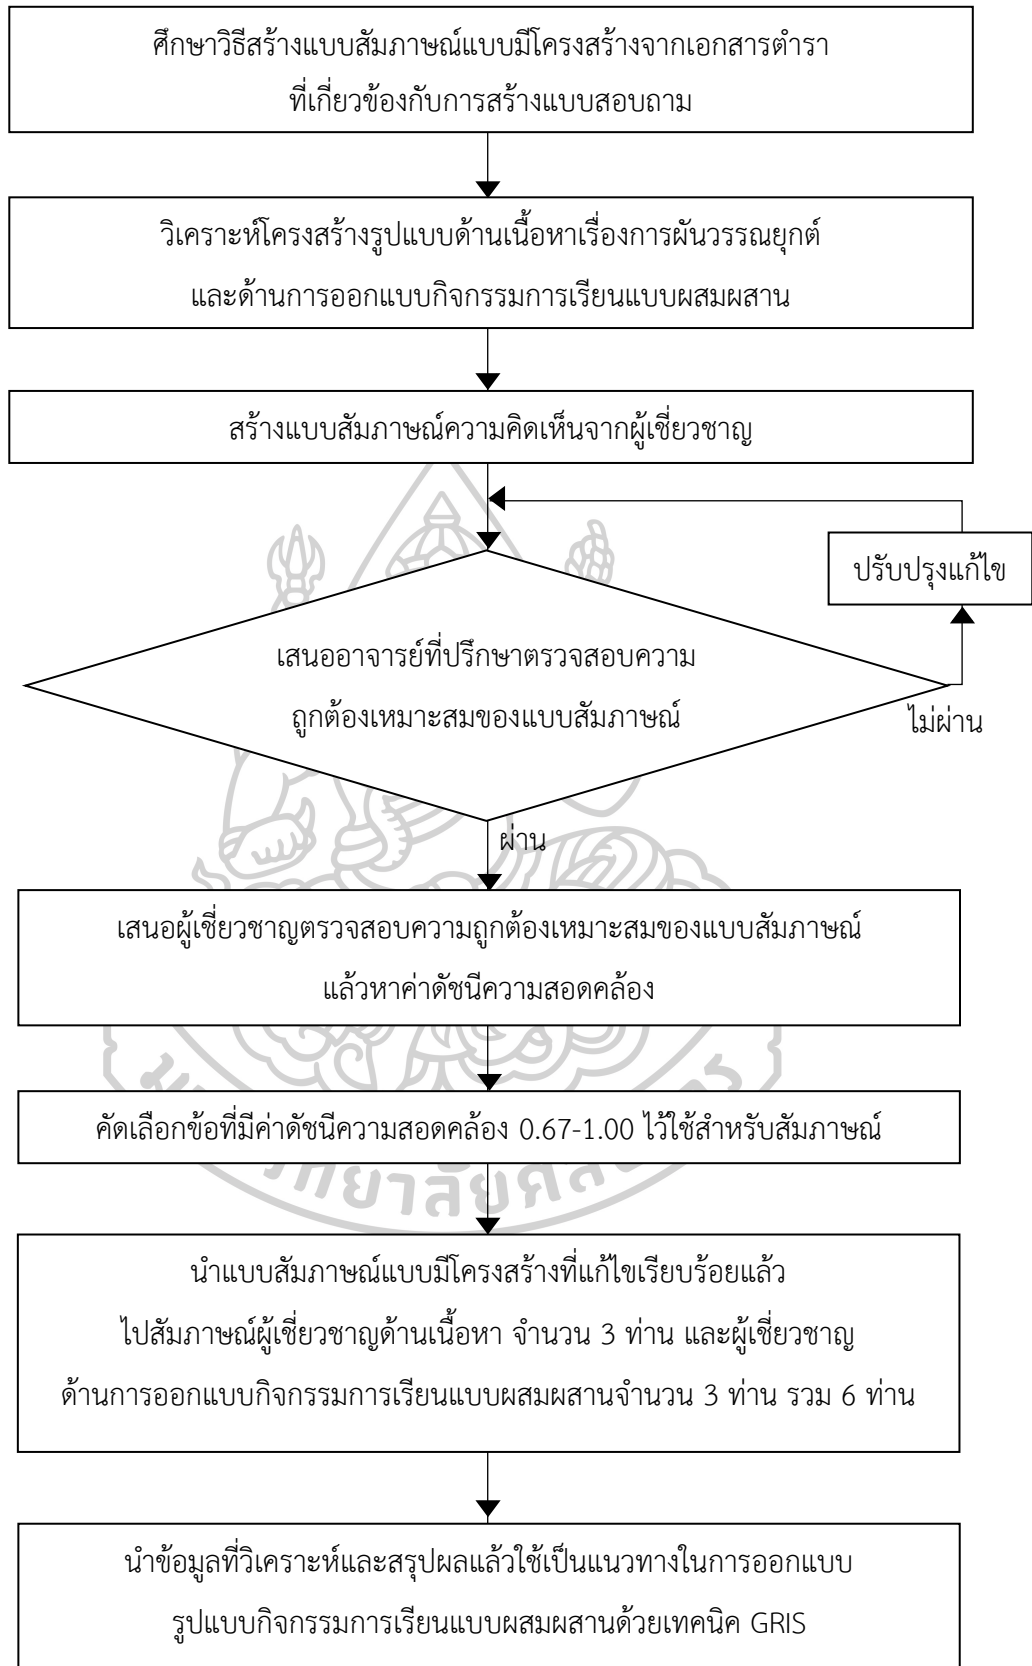 ศึกษาวิธีสร้างแบบสัมภาษณ์แบบมีโครงสร้างจากเอกสารตำรา
ที่เกี่ยวข้องกับการสร้างแบบสอบถาม
วิเคราะห์โครงสร้างรูปแบบด้านเนื้อหาเรื่องการผันวรรณยุกต์
และด้านการออกแบบกิจกรรมการเรียนแบบผสมผสาน
สร้างแบบสัมภาษณ์ความคิดเห็นจากผู้เชี่ยวชาญ
ปรับปรุงแก้ไข
เสนออาจารย์ที่ปรึกษาตรวจสอบความ
ถูกต้องเหมาะสมของแบบสัมภาษณ์
ไม่ผ่าน
ผ่าน
เสนอผู้เชี่ยวชาญตรวจสอบความถูกต้องเหมาะสมของแบบสัมภาษณ์
แล้วหาค่าดัชนีความสอดคล้อง
คัดเลือกข้อที่มีค่าดัชนีความสอดคล้อง 0.67-1.00 ไว้ใช้สำหรับสัมภาษณ์
นำแบบสัมภาษณ์แบบมีโครงสร้างที่แก้ไขเรียบร้อยแล้ว
ไปสัมภาษณ์ผู้เชี่ยวชาญด้านเนื้อหา จำนวน 3 ท่าน และผู้เชี่ยวชาญ
ด้านการออกแบบกิจกรรมการเรียนแบบผสมผสานจำนวน 3 ท่าน รวม 6 ท่าน
นำข้อมูลที่วิเคราะห์และสรุปผลแล้วใช้เป็นแนวทางในการออกแบบ
รูปแบบกิจกรรมการเรียนแบบผสมผสานด้วยเทคนิค GRIS